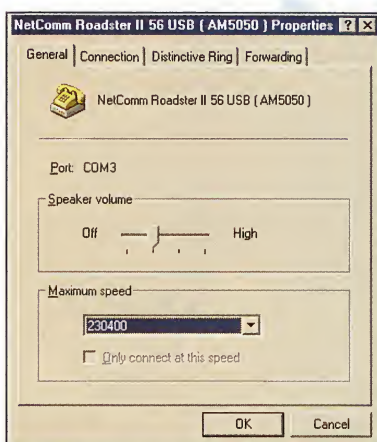 NetComm Roadster II 56 USB ( AM5050 ) Properties ? X
General Connection Distinctive Ring Forwarding
NetComm Roadster II 56 USB ( AM5050 )
Port: COM3
Speaker volume
Off High
Maximum speed
230400
Only connect at this speed
OK Cancel